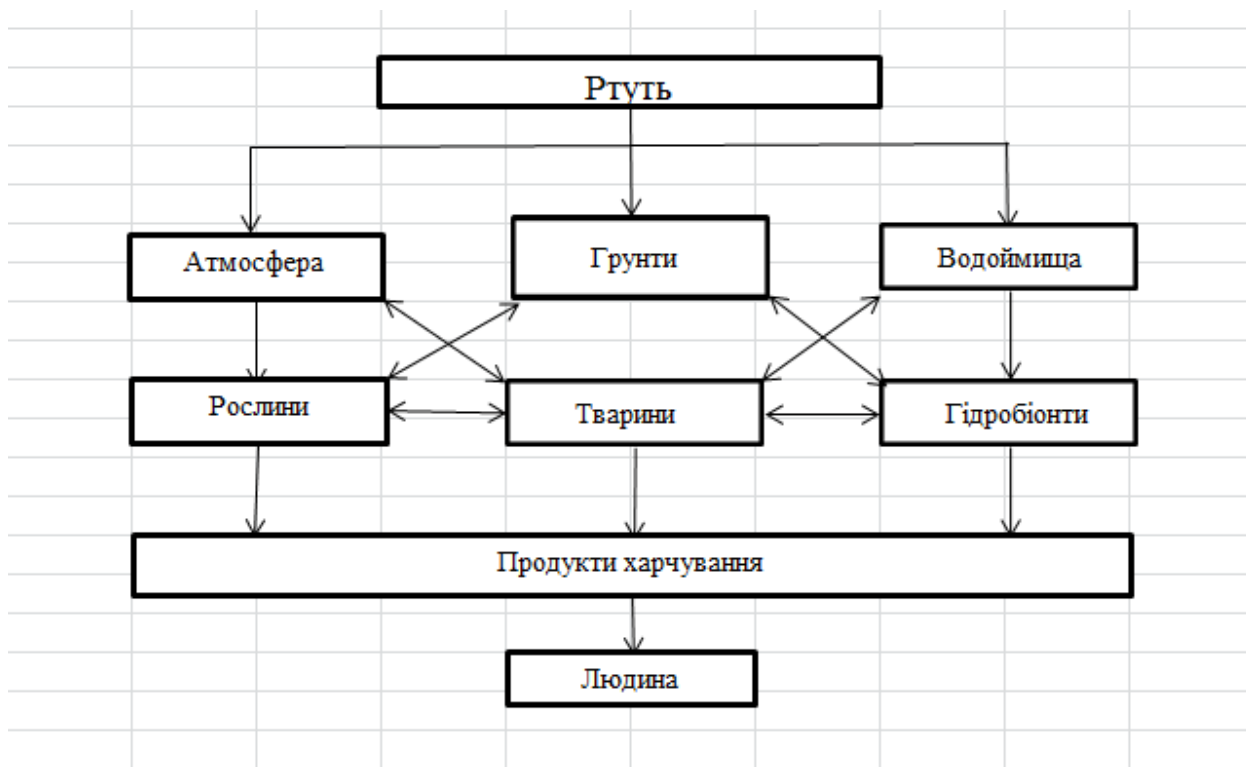 Ртуть
Атмосфера
Грунти
Водоймища
Рослини
Тварини
Гідробіонти
Продукти харчування
Людина